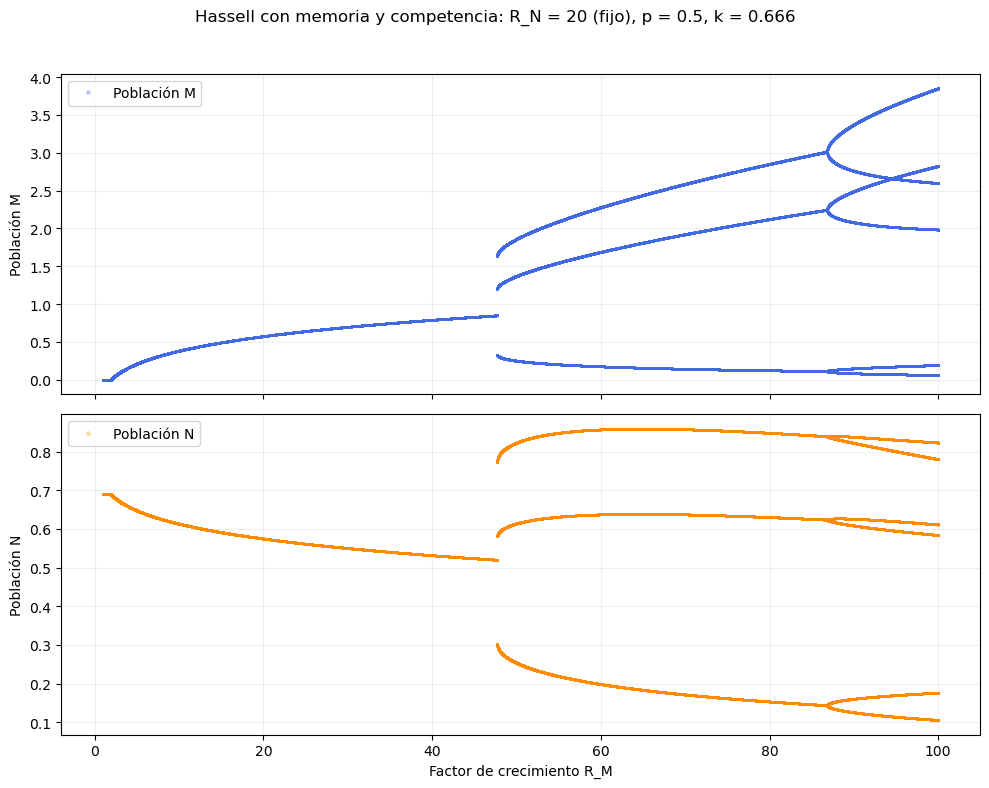 Hassell con memoria y competencia: R_N = 20 (fijo), p = 0.5, k = 0.666
Población M
Población M
4.0
3.5
3.0
2.5
2.0
1.5
1.0
0.5
0.0
Población N
Población N
0.8
0.7
0.6
0.5
0.4
0.3
0.2
0.1
0 20 40 60 80 100
Factor de crecimiento R_M